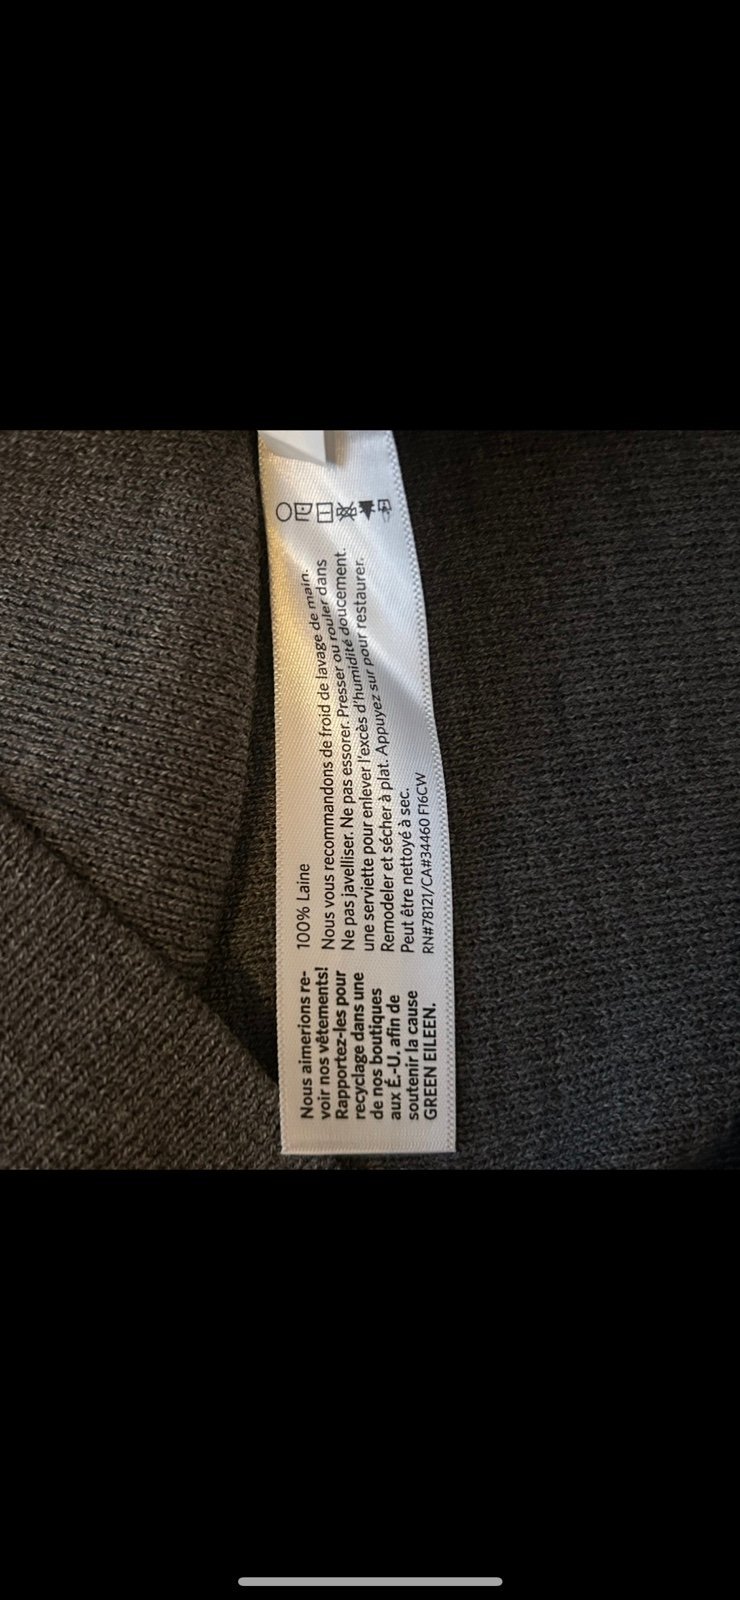 100% Laine
Nous vous recommandons de froid de lavage de main.
Ne pas javelliser. Ne pas essorer. Presser ou rouler dans
une serviette pour enlever l'excès d'humidité doucement.
Remodeler et sécher à plat. Appuyez sur pour restaurer.
Peut être nettoyé à sec.
RN#78121/CA#34460 F16CW
Nous aimerions re-
voir nos vêtements!
Rapportez-les pour
recyclage dans une
de nos boutiques
aux É.-U. afin de
soutenir la cause
GREEN EILEEN.